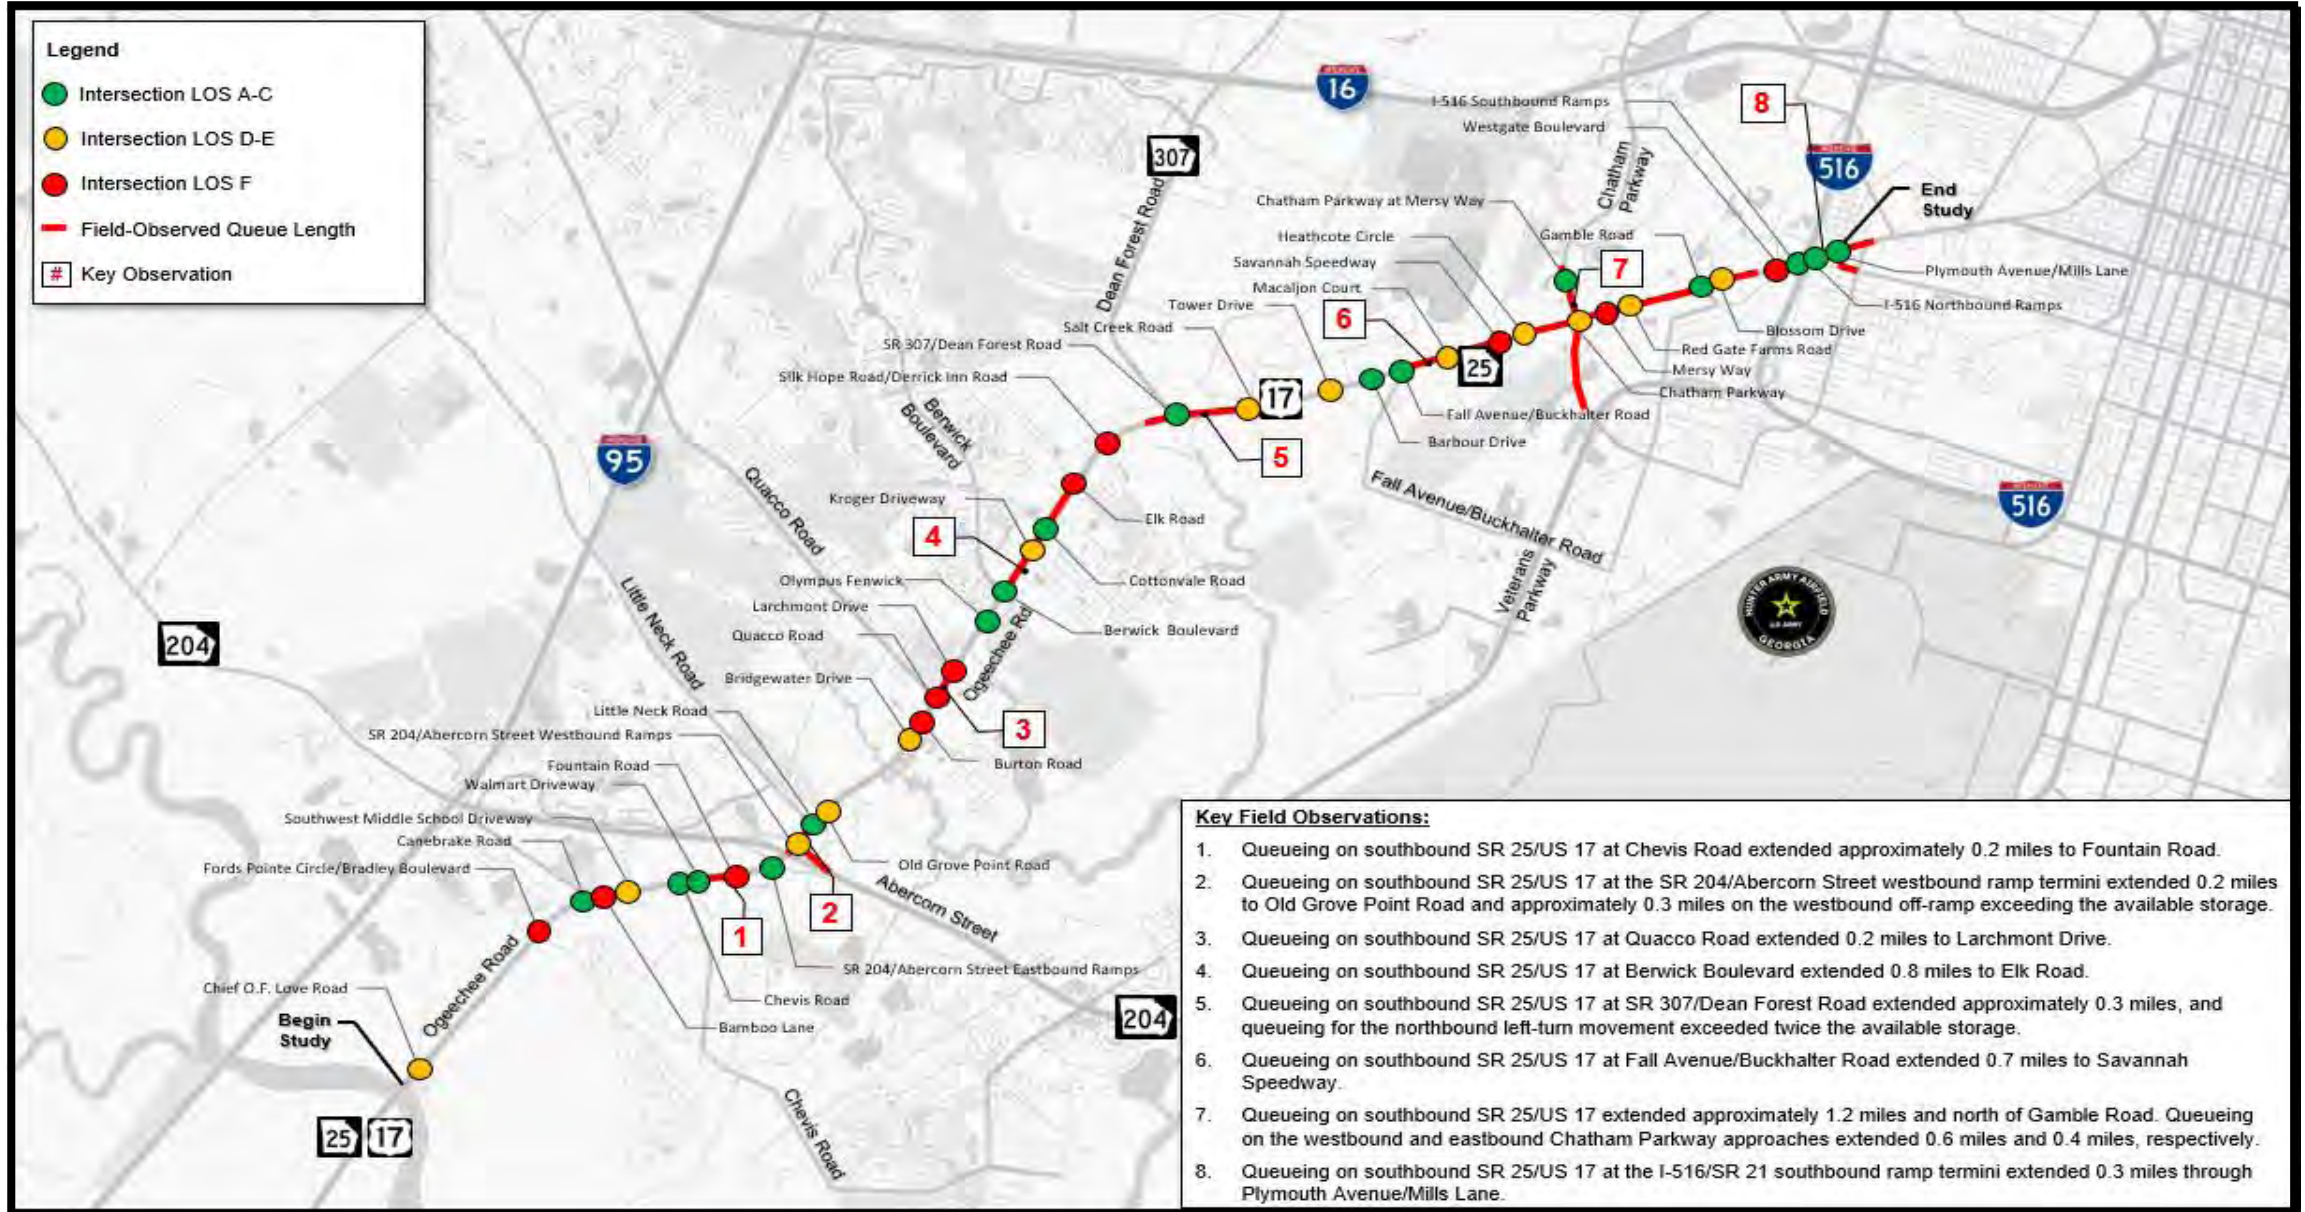 Legend
Intersection LOS A-C
Intersection LOS D-E
Intersection LOS F
Field-Observed Queue Length
# Key Observation
INTERSTATE
16
I-516 Southbound Ramps
8
Westgate Boulevard
307
Chatham Parkway
INTERSTATE
516
End Study
Dean Forest Road
Chatham Parkway at Mersy Way
Heathcote Circle
Gamble Road
Savannah Speedway
7
Plymouth Avenue/Mills Lane
Macaljon Court
Tower Drive
6
I-516 Northbound Ramps
Salt Creek Road
Blossom Drive
SR 307/Dean Forest Road
Red Gate Farms Road
25
Mersy Way
Silk Hope Road/Derrick Inn Road
Chatham Parkway
17
Berwick Boulevard
Fall Avenue/Buckhalter Road
Barbour Drive
INTERSTATE
95
5
Quacco Road
Kroger Driveway
Fall Avenue/Buckhalter Road
INTERSTATE
516
Elk Road
4
Olympus Fenwick
Cottonvale Road
Veterans Parkway
HUNTER ARMY AIRFIELD
U.S. ARMY
GEORGIA
Little Neck Road
Larchmont Drive
Quacco Road
Berwick Boulevard
204
Ogeechee Rd
Bridgewater Drive
Little Neck Road
3
SR 204/Abercorn Street Westbound Ramps
Fountain Road
Burton Road
Walmart Driveway
Southwest Middle School Driveway
Canebrake Road
Old Grove Point Road
Fords Pointe Circle/Bradley Boulevard
Abercorn Street
2
1
SR 204/Abercorn Street Eastbound Ramps
Chief O.F. Love Road
Ogeechee Road
Chevis Road
Begin Study
Bamboo Lane
204
Chevis Road
25
17
Key Field Observations:
1. Queueing on southbound SR 25/US 17 at Chevis Road extended approximately 0.2 miles to Fountain Road.
2. Queueing on southbound SR 25/US 17 at the SR 204/Abercorn Street westbound ramp termini extended 0.2 miles
to Old Grove Point Road and approximately 0.3 miles on the westbound off-ramp exceeding the available storage.
3. Queueing on southbound SR 25/US 17 at Quacco Road extended 0.2 miles to Larchmont Drive.
4. Queueing on southbound SR 25/US 17 at Berwick Boulevard extended 0.8 miles to Elk Road.
5. Queueing on southbound SR 25/US 17 at SR 307/Dean Forest Road extended approximately 0.3 miles, and
queueing for the northbound left-turn movement exceeded twice the available storage.
6. Queueing on southbound SR 25/US 17 at Fall Avenue/Buckhalter Road extended 0.7 miles to Savannah
Speedway.
7. Queueing on southbound SR 25/US 17 extended approximately 1.2 miles and north of Gamble Road. Queueing
on the westbound and eastbound Chatham Parkway approaches extended 0.6 miles and 0.4 miles, respectively.
8. Queueing on southbound SR 25/US 17 at the I-516/SR 21 southbound ramp termini extended 0.3 miles through
Plymouth Avenue/Mills Lane.